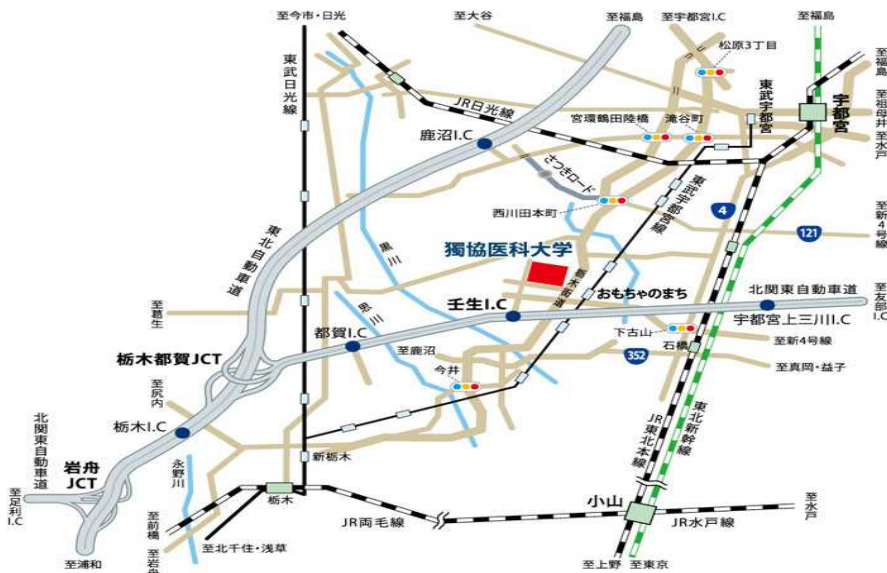 至今市・日光
至大谷
至福島
至宇都宮I.C
至福島
松原3丁目
至福島
東武日光線
JR日光線
宮環鶴田陸橋
滝谷町
東武宇都宮
宇都宮
至祖母井
至水戸
鹿沼I.C
さつきロード
東武宇都宮線
西川田本町
4
121
至新4号線
東北自動車道
黒川
獨協医科大学
栃木街道
おもちゃのまち
北関東自動車道
至友部I.C
至葛生
思川
壬生I.C
宇都宮上三川I.C
都賀I.C
下古山
石橋
至新4号線
栃木都賀JCT
至鹿沼
352
至真岡・益子
今井
至尻内
栃木I.C
北関東自動車道
岩舟JCT
永野川
新栃木
JR東北本線
東北新幹線
至足利I.C
栃木
小山
至前橋
JR両毛線
JR水戸線
至水戸
至浦和
至岩舟
至北千住・浅草
至上野
至東京